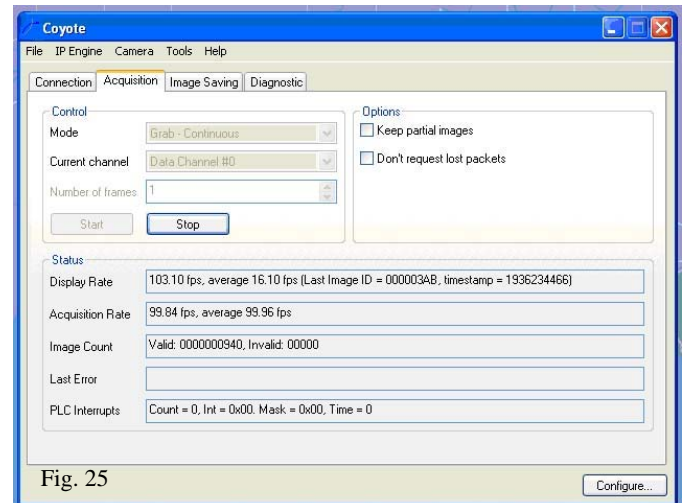 Coyote
File IP Engine Camera Tools Help
Connection Acquisition Image Saving Diagnostic
Control
Mode Grab - Continuous
Current channel Data Channel #0
Number of frames 1
Start Stop
Options
Keep partial images
Don't request lost packets
Status
Display Rate 103.10 fps, average 16.10 fps (Last Image ID = 000003AB, timestamp = 1936234466)
Acquisition Rate 99.84 fps, average 99.96 fps
Image Count Valid: 0000000940, Invalid: 00000
Last Error
PLC Interrupts Count = 0, Int = 0x00. Mask = 0x00, Time = 0
Fig. 25
Configure...